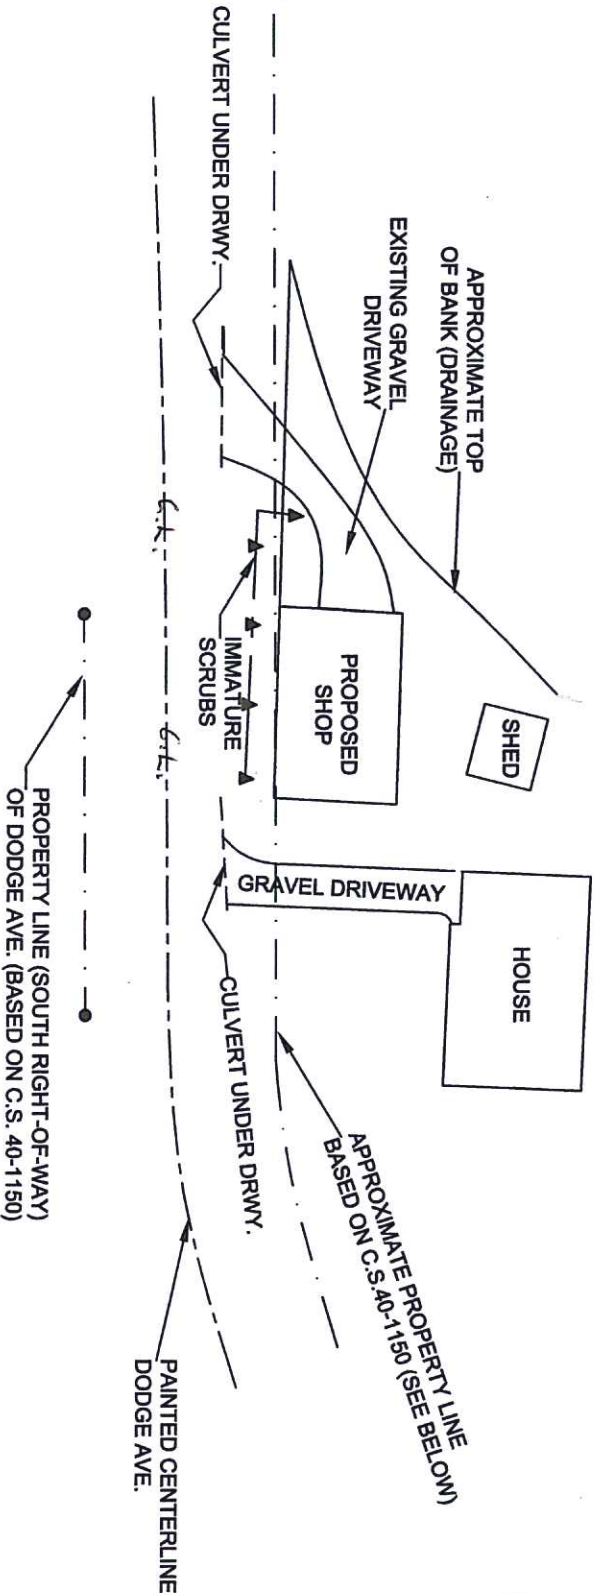 CULVERT UNDER DRWY.
EXISTING GRAVEL
DRIVEWAY
APPROXIMATE TOP
OF BANK (DRAINAGE)
IMMATURE
SCRUBS
PROPOSED
SHOP
SHED
GRAVEL DRIVEWAY
HOUSE
CULVERT UNDER DRWY.
APPROXIMATE PROPERTY LINE
BASED ON C.S.40-1150 (SEE BELOW)
PROPERTY LINE (SOUTH RIGHT-OF-WAY)
OF DODGE AVE. (BASED ON C.S. 40-1150)
PAINTED CENTERLINE
DODGE AVE.